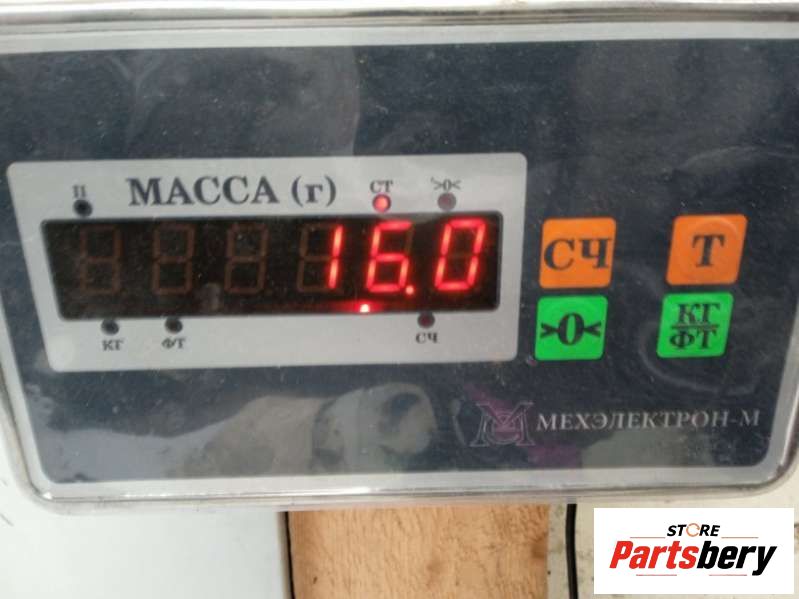 П МАССА (г) СТ >0<
16.0
КГ ФТ СЧ
СЧ Т
>0< КГ
ФТ
МЕХЭЛЕКТРОН-М
STORE
Partsbery